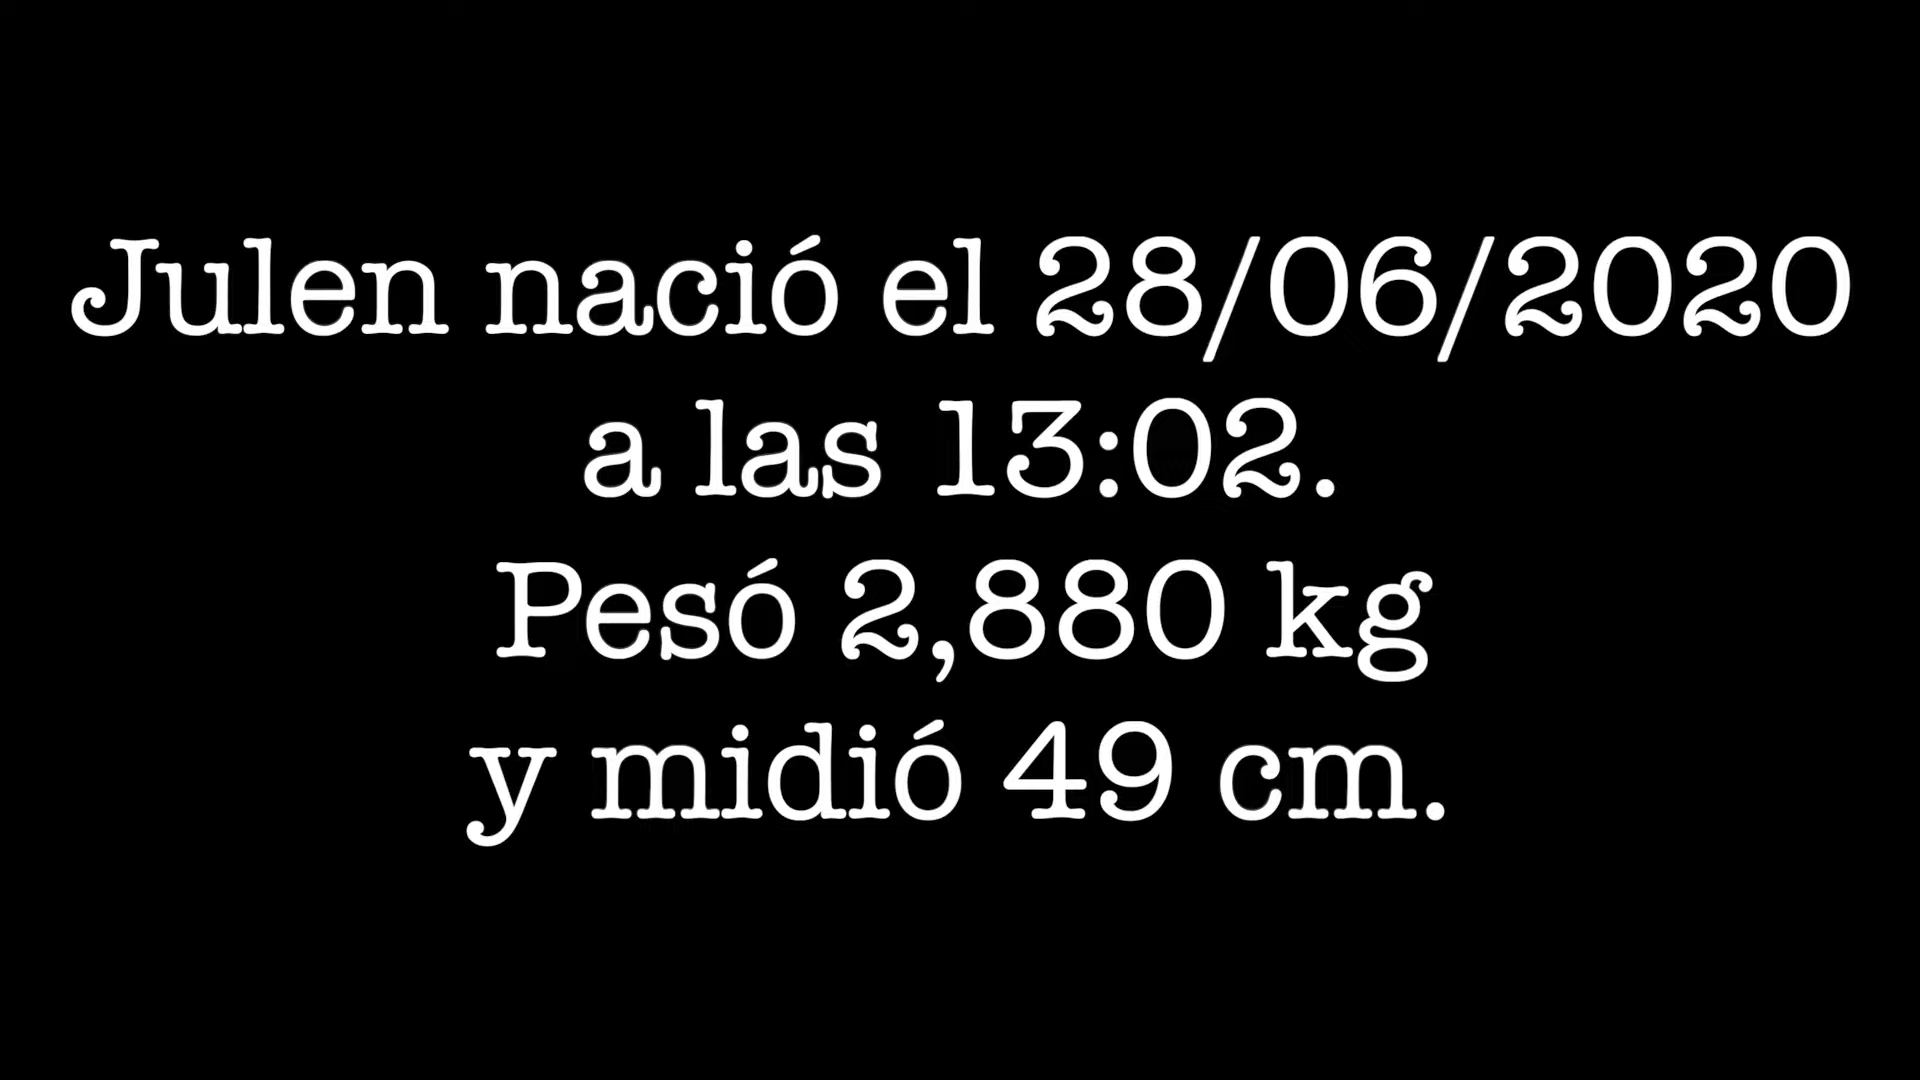 Julen nació el 28/06/2020
a las 13:02.
Pesó 2,880 kg
y midió 49 cm.